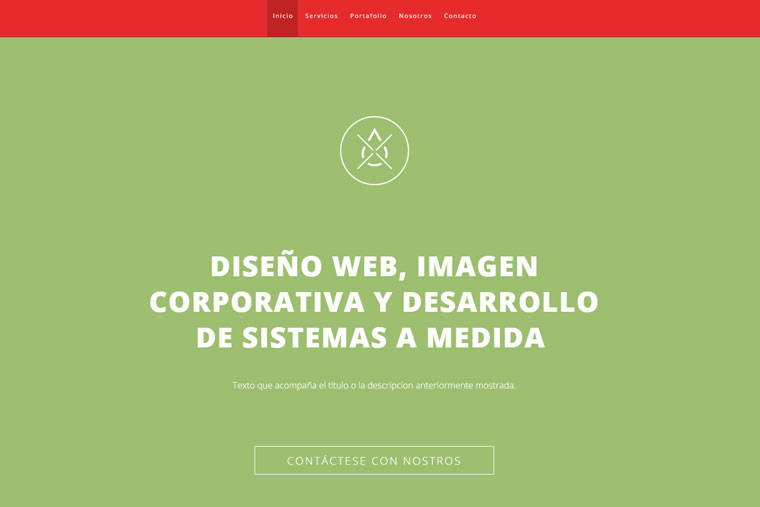 Inicio Servicios Portafolio Nosotros Contacto
DISEÑO WEB, IMAGEN
CORPORATIVA Y DESARROLLO
DE SISTEMAS A MEDIDA
Texto que acompaña el titulo o la descripcion anteriormente mostrada.
CONTÁCTESE CON NOSTROS